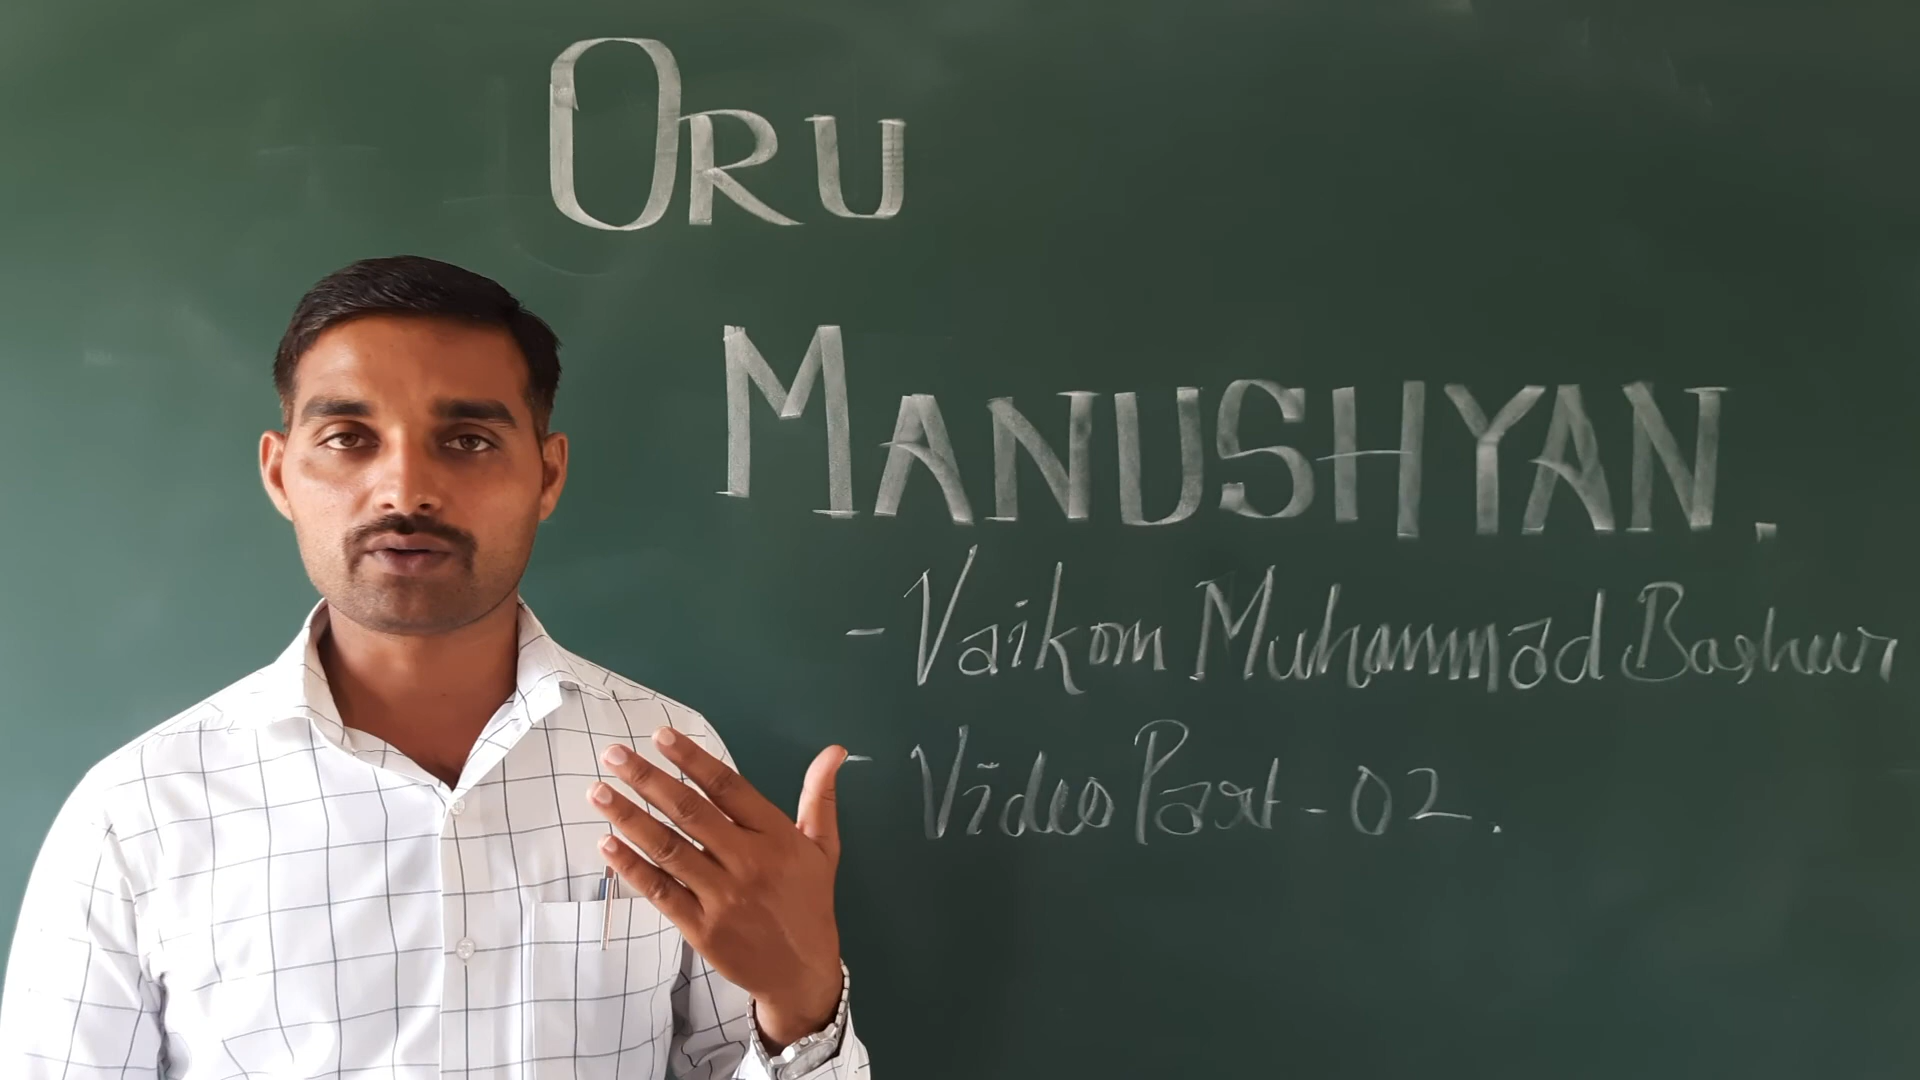 ORU
MANUSHYAN.
- Vaikom Muhammad Basheer
- Video Part - 02.